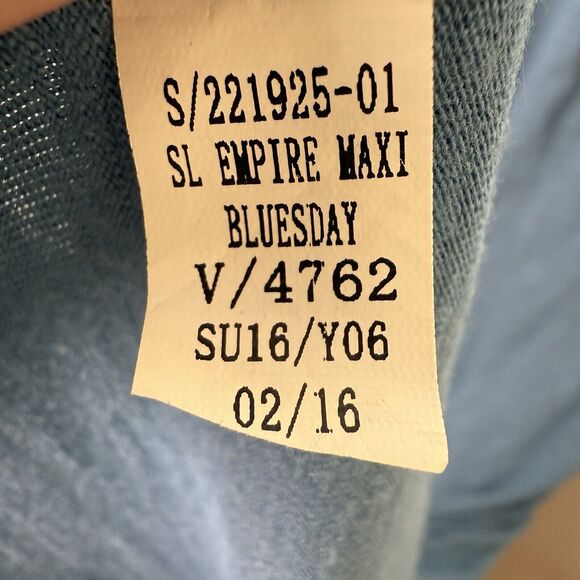 S/221925-01
SL EMPIRE MAXI
BLUESDAY
V/4762
SU16/Y06
02/16